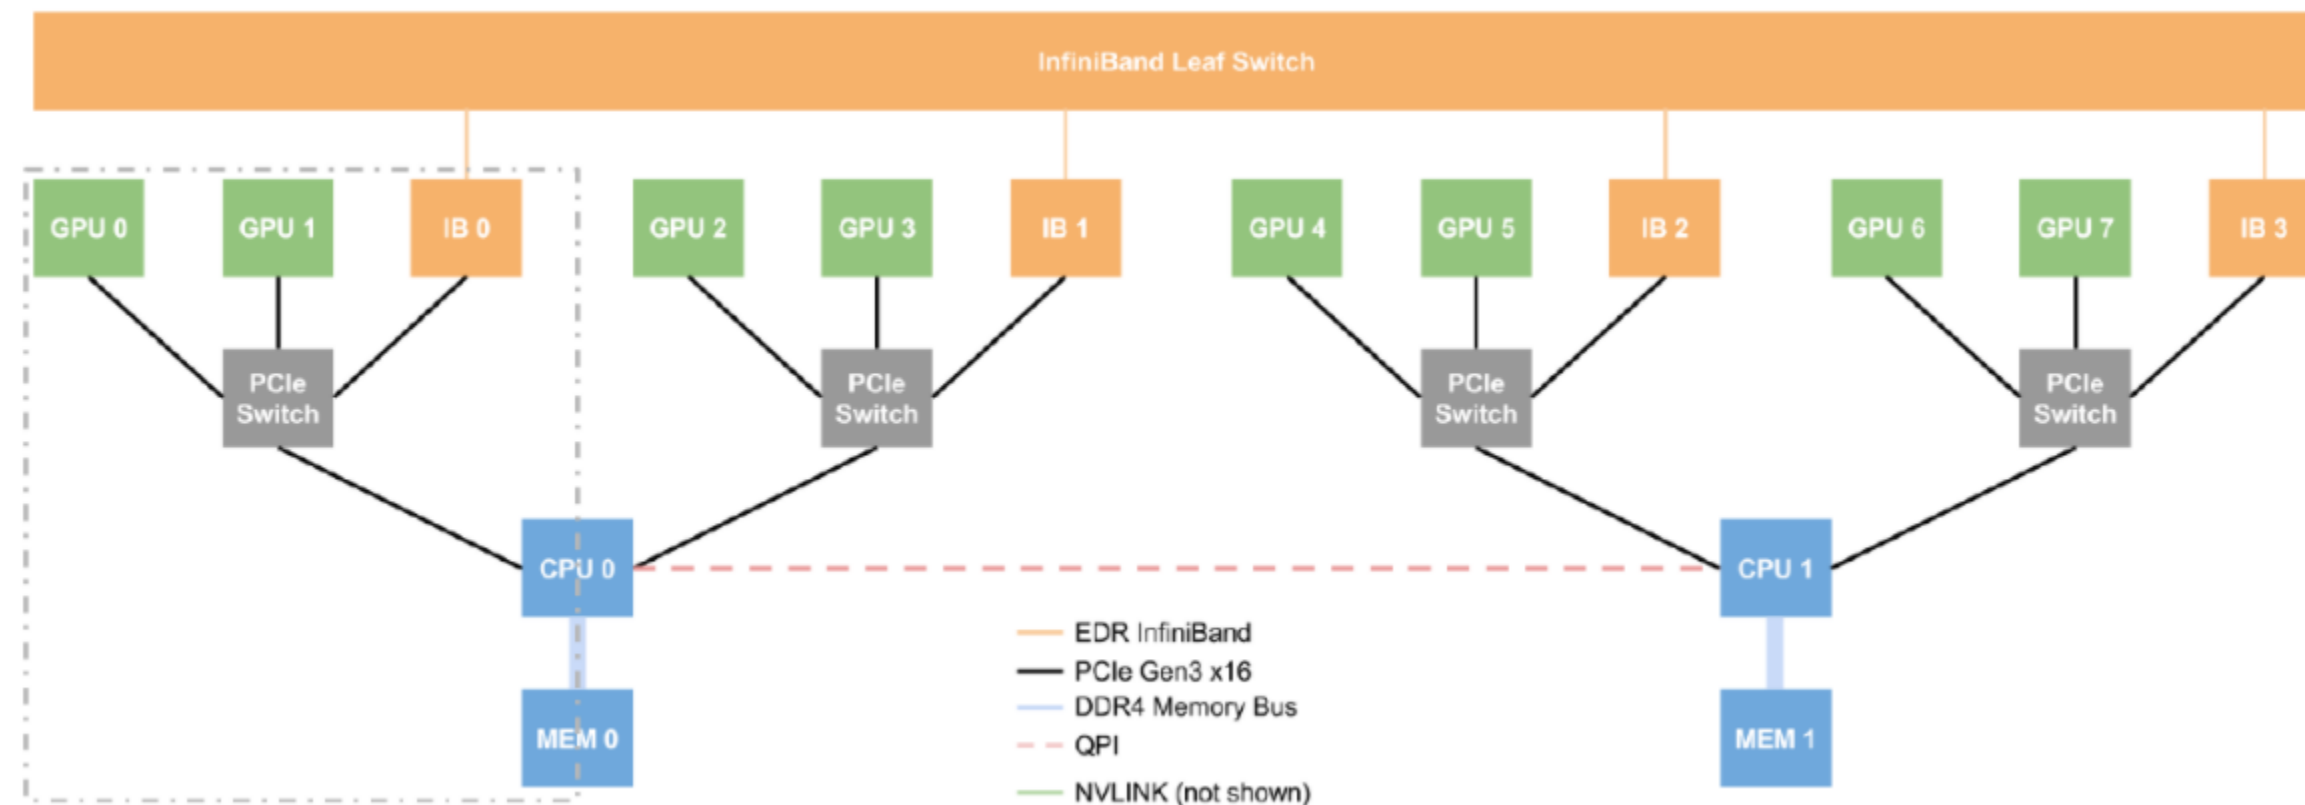 InfiniBand Leaf Switch
GPU 0
GPU 1
IB 0
GPU 2
GPU 3
IB 1
GPU 4
GPU 5
IB 2
GPU 6
GPU 7
IB 3
PCIe
Switch
PCIe
Switch
PCIe
Switch
PCIe
Switch
CPU 0
CPU 1
EDR InfiniBand
PCIe Gen3 x16
DDR4 Memory Bus
QPI
NVLINK (not shown)
MEM 0
MEM 1